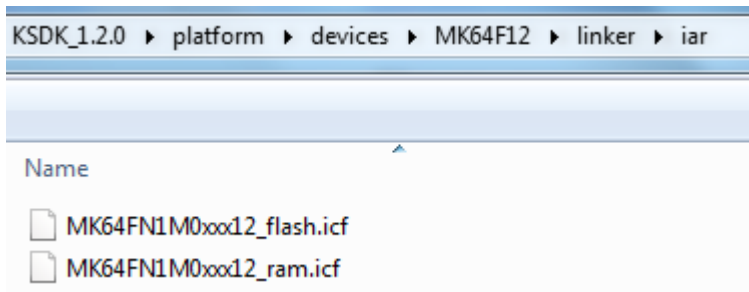 KSDK_1.2.0 ▸ platform ▸ devices ▸ MK64F12 ▸ linker ▸ iar
Name
MK64FN1M0xxx12_flash.icf
MK64FN1M0xxx12_ram.icf